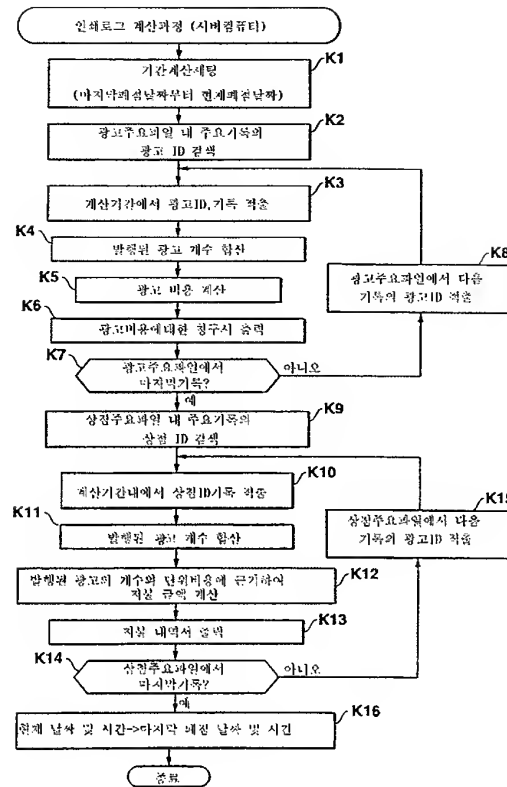 인쇄로그 계산과정 (서버컴퓨터)
K1
기간계산세팅
(마지막폐점날짜부터 현재폐점날짜)
K2
광고주요파일 내 주요기록의
광고 ID 검색
K3
계산기간에서 광고ID,기록 적출
K4
발행된 광고 개수 합산
K5
광고 비용 계산
K6
광고비용에대한 청구서 출력
K7
광고주요파일에서
마지막기록?
아니오
예
K8
광고주요파일에서 다음
기록의 광고ID 적출
K9
상점주요파일 내 주요기록의
상점 ID 검색
K10
계산기간내에서 상점ID기록 적출
K11
발행된 광고 개수 합산
K12
발행된 광고의 개수와 단위비용에 근거하여
지불 금액 계산
K13
지불 내역서 출력
K14
상점주요파일에서
마지막기록?
아니오
예
K15
상점주요파일에서 다음
기록의 광고ID 적출
K16
현재 날짜 및 시간->마지막 폐점 날짜 및 시간
종료